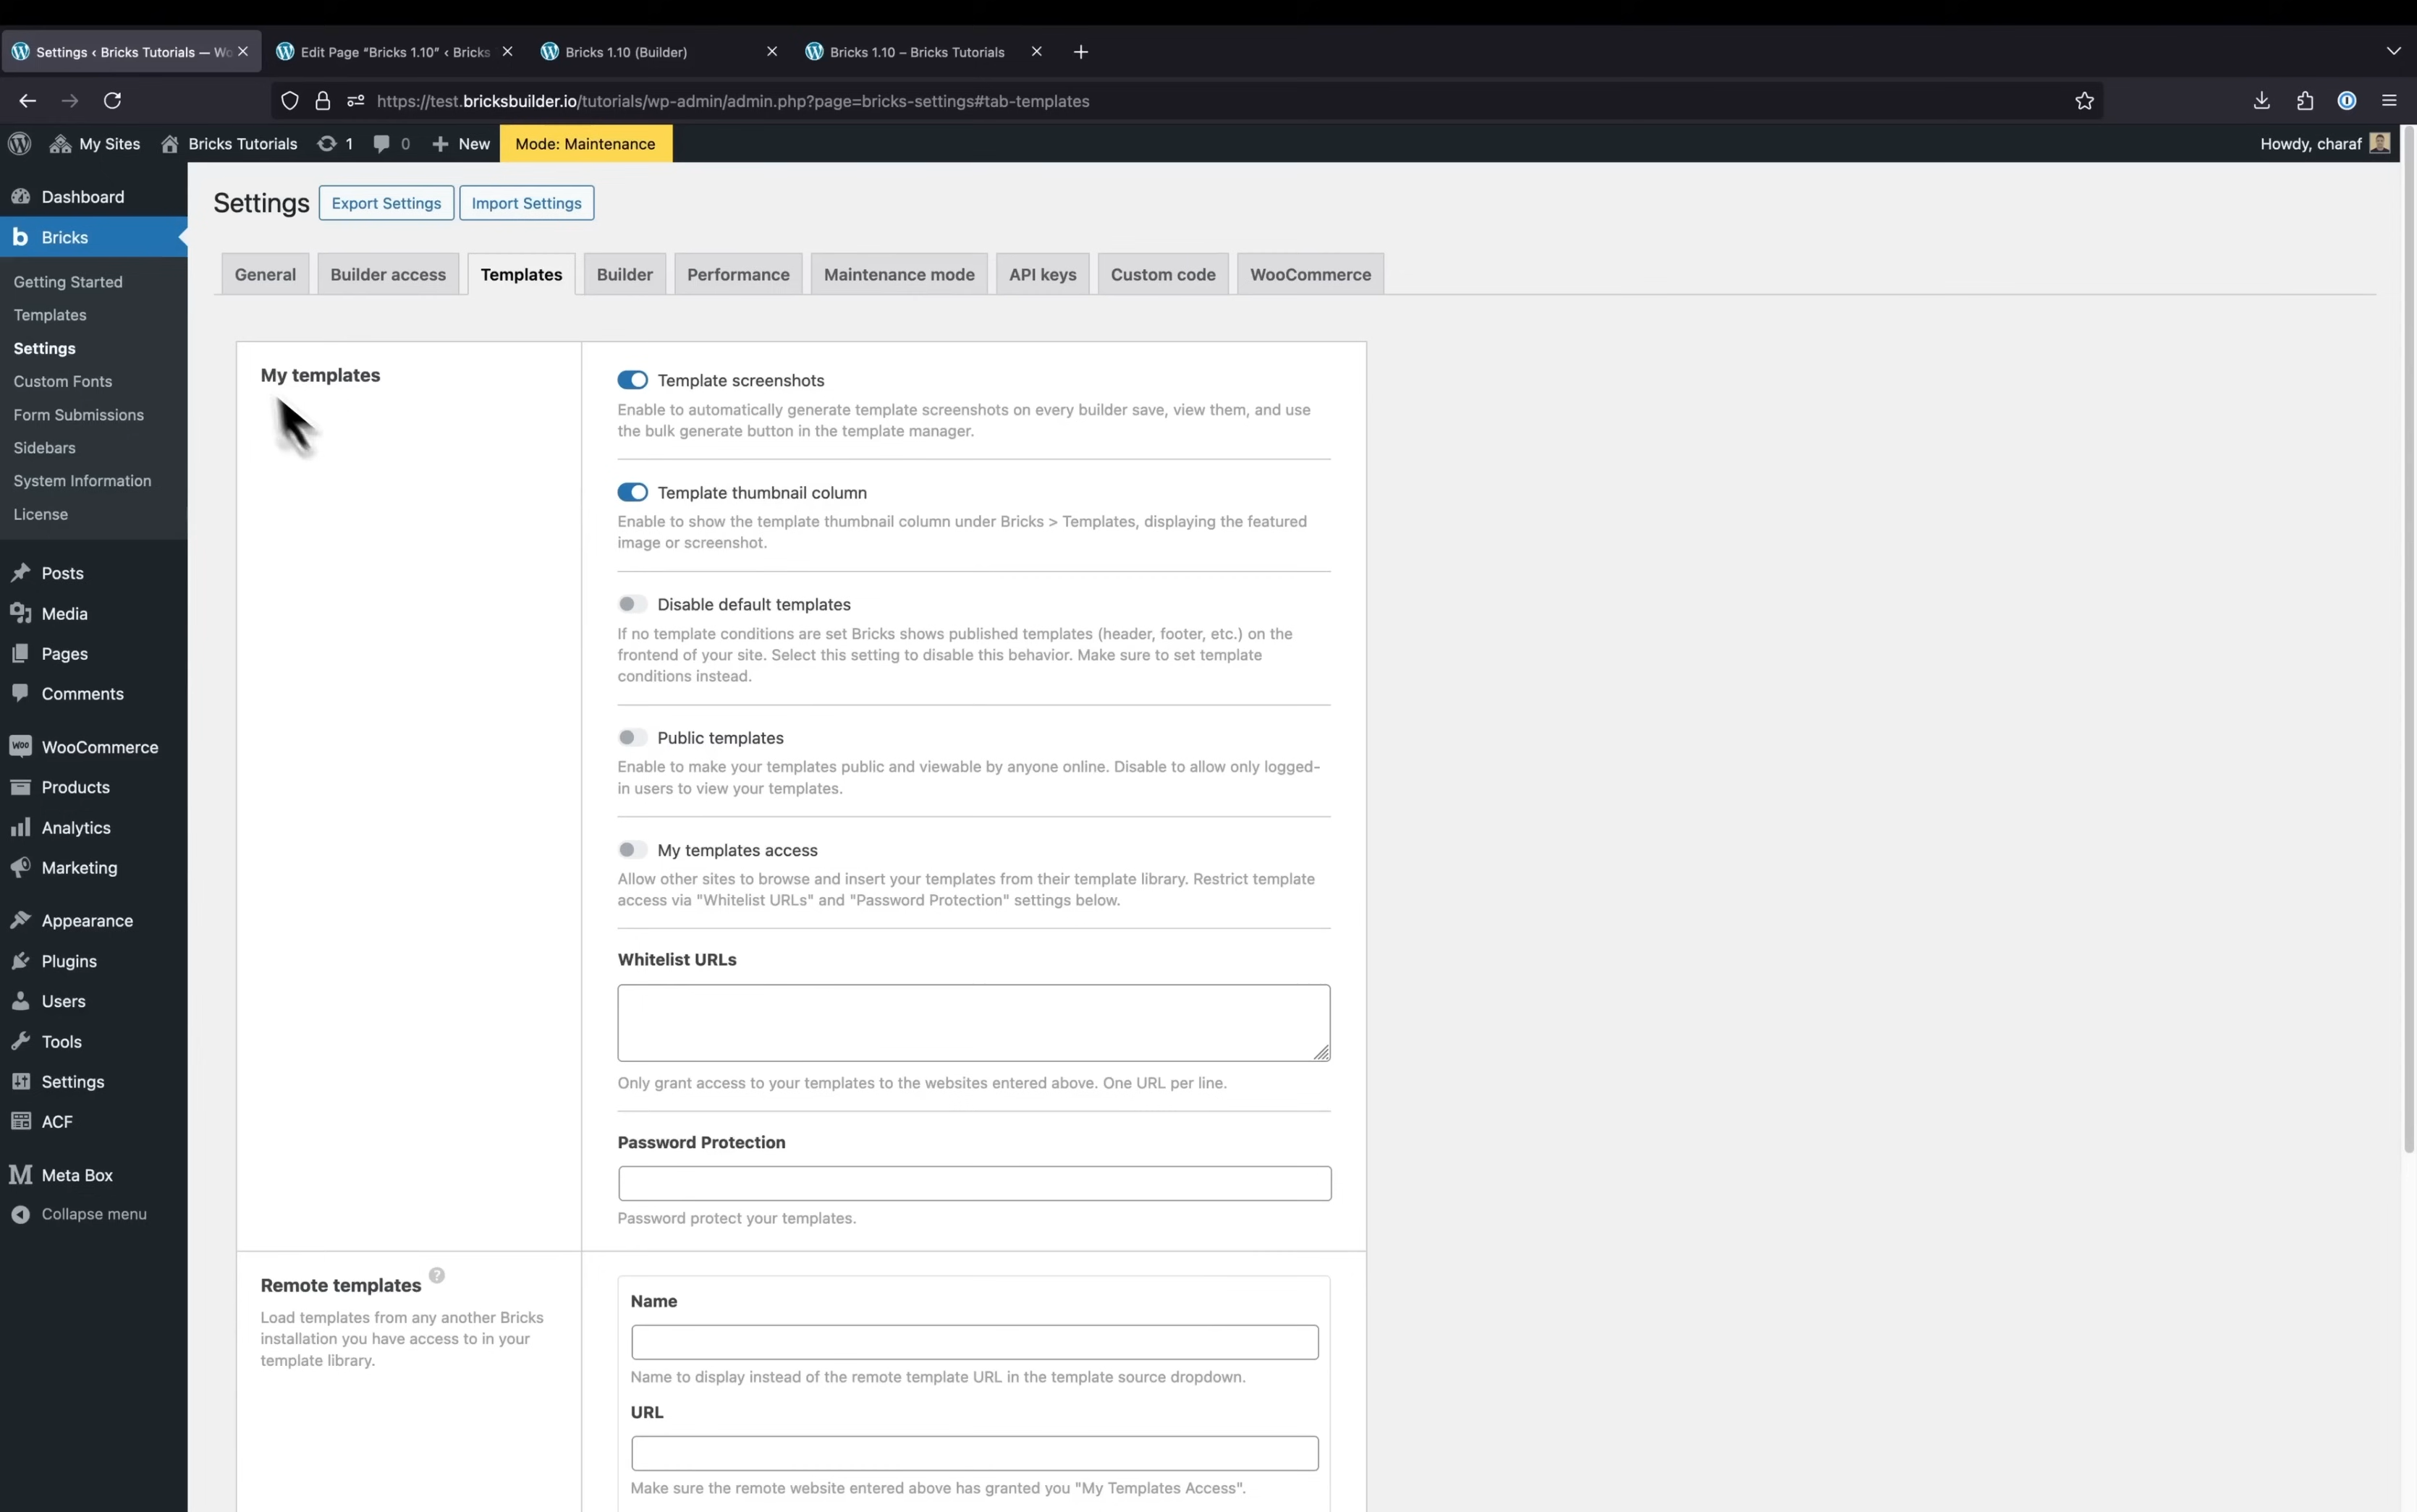 Settings ‹ Bricks Tutorials — Wo
Edit Page “Bricks 1.10” ‹ Bricks
Bricks 1.10 (Builder)
Bricks 1.10 – Bricks Tutorials
https://test.bricksbuilder.io/tutorials/wp-admin/admin.php?page=bricks-settings#tab-templates
My Sites
Bricks Tutorials
1
0
New
Mode: Maintenance
Howdy, charaf
Dashboard
b Bricks
Getting Started
Templates
Settings
Custom Fonts
Form Submissions
Sidebars
System Information
License
Posts
Media
Pages
Comments
Woo WooCommerce
Products
Analytics
Marketing
Appearance
Plugins
Users
Tools
Settings
ACF
M Meta Box
Collapse menu
Settings
Export Settings
Import Settings
General
Builder access
Templates
Builder
Performance
Maintenance mode
API keys
Custom code
WooCommerce
My templates
Template screenshots
Enable to automatically generate template screenshots on every builder save, view them, and use
the bulk generate button in the template manager.
Template thumbnail column
Enable to show the template thumbnail column under Bricks > Templates, displaying the featured
image or screenshot.
Disable default templates
If no template conditions are set Bricks shows published templates (header, footer, etc.) on the
frontend of your site. Select this setting to disable this behavior. Make sure to set template
conditions instead.
Public templates
Enable to make your templates public and viewable by anyone online. Disable to allow only logged-
in users to view your templates.
My templates access
Allow other sites to browse and insert your templates from their template library. Restrict template
access via "Whitelist URLs" and "Password Protection" settings below.
Whitelist URLs
Only grant access to your templates to the websites entered above. One URL per line.
Password Protection
Password protect your templates.
Remote templates ?
Load templates from any another Bricks
installation you have access to in your
template library.
Name
Name to display instead of the remote template URL in the template source dropdown.
URL
Make sure the remote website entered above has granted you "My Templates Access".